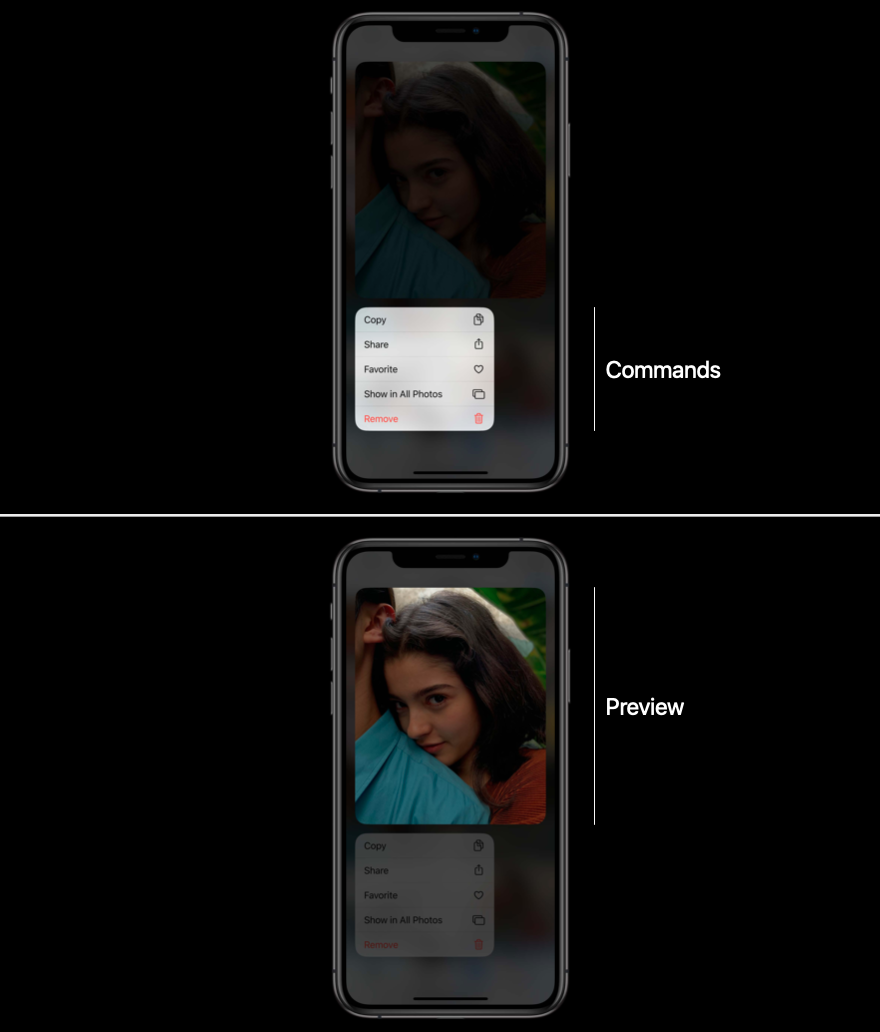 Copy
Share
Favorite
Show in All Photos
Remove
Commands
Preview
Copy
Share
Favorite
Show in All Photos
Remove